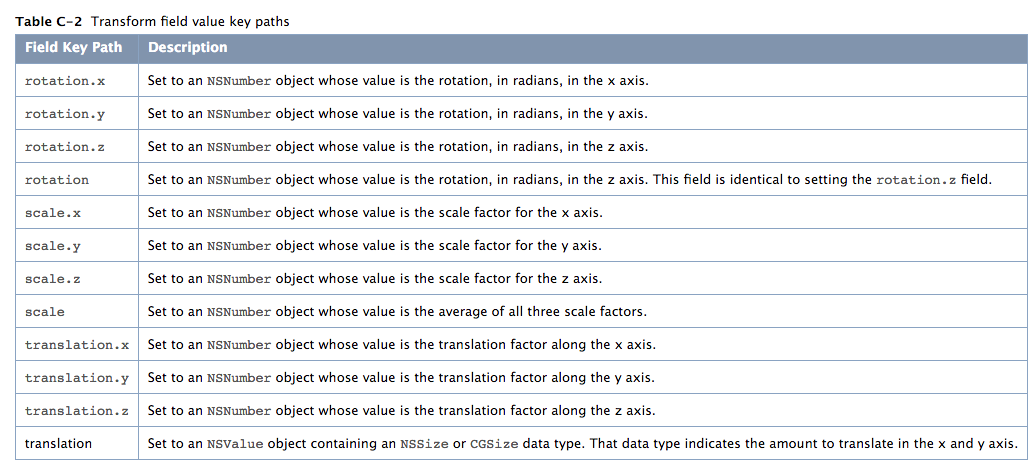 Table C-2 Transform field value key paths
Field Key Path Description
rotation.x Set to an NSNumber object whose value is the rotation, in radians, in the x axis.
rotation.y Set to an NSNumber object whose value is the rotation, in radians, in the y axis.
rotation.z Set to an NSNumber object whose value is the rotation, in radians, in the z axis.
rotation Set to an NSNumber object whose value is the rotation, in radians, in the z axis. This field is identical to setting the rotation.z field.
scale.x Set to an NSNumber object whose value is the scale factor for the x axis.
scale.y Set to an NSNumber object whose value is the scale factor for the y axis.
scale.z Set to an NSNumber object whose value is the scale factor for the z axis.
scale Set to an NSNumber object whose value is the average of all three scale factors.
translation.x Set to an NSNumber object whose value is the translation factor along the x axis.
translation.y Set to an NSNumber object whose value is the translation factor along the y axis.
translation.z Set to an NSNumber object whose value is the translation factor along the z axis.
translation Set to an NSValue object containing an NSSize or CGSize data type. That data type indicates the amount to translate in the x and y axis.